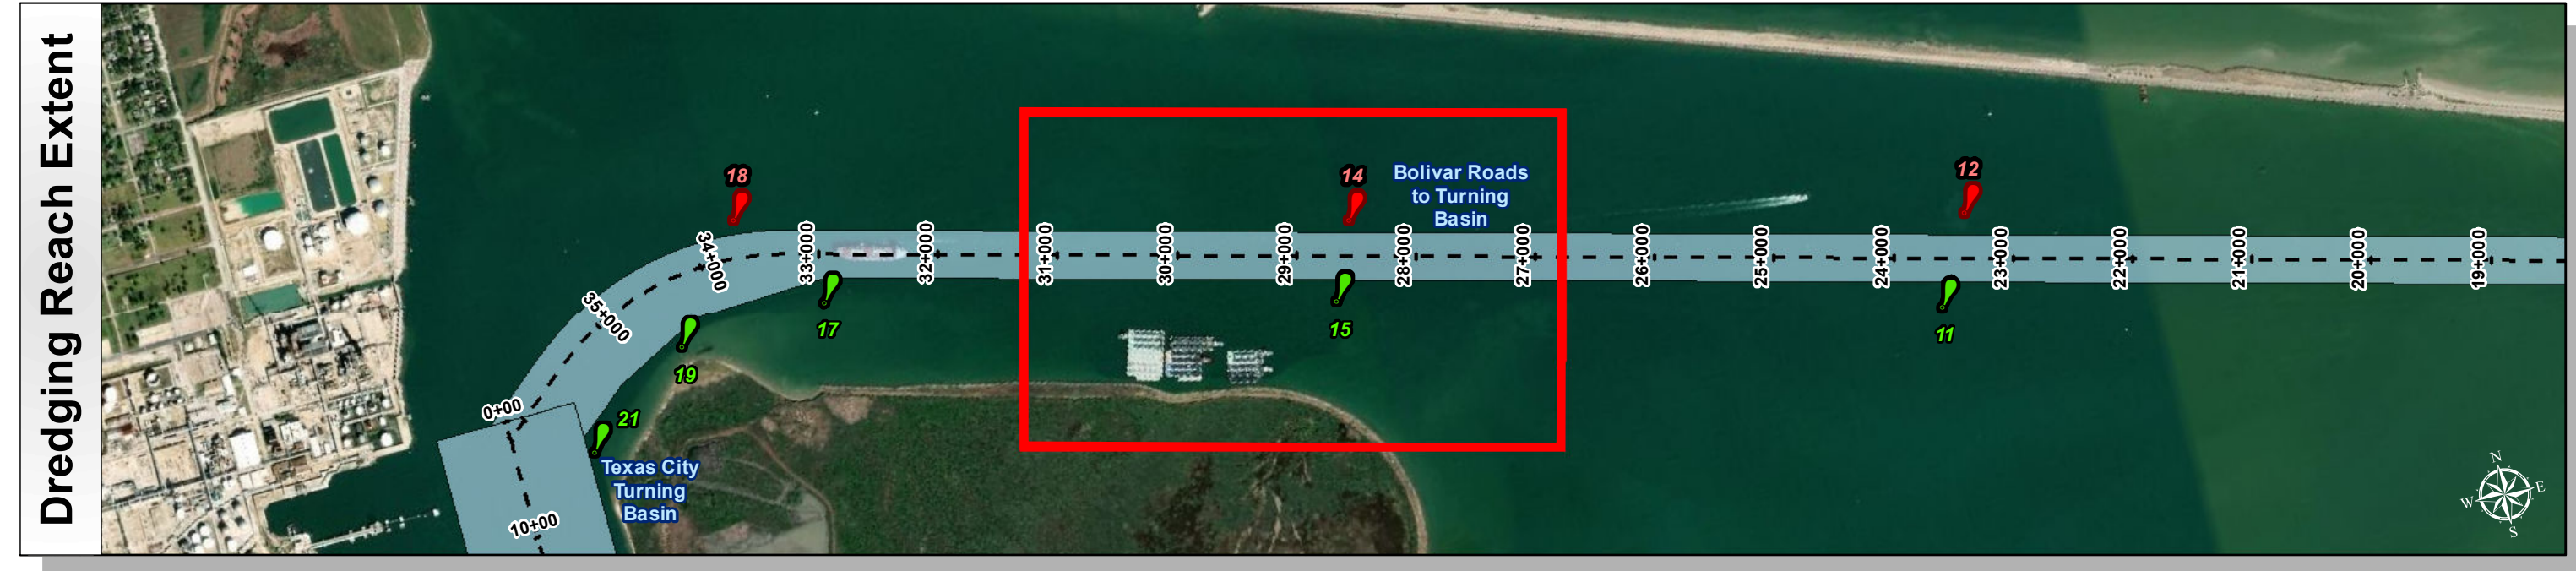 Dredging Reach Extent
18
14
Bolivar Roads
to Turning
Basin
12
34+000
33+000
32+000
31+000
30+000
29+000
28+000
27+000
26+000
25+000
24+000
23+000
22+000
21+000
20+000
19+000
35+000
17
15
11
19
0+00
21
Texas City
Turning
Basin
10+00
N
W
E
S